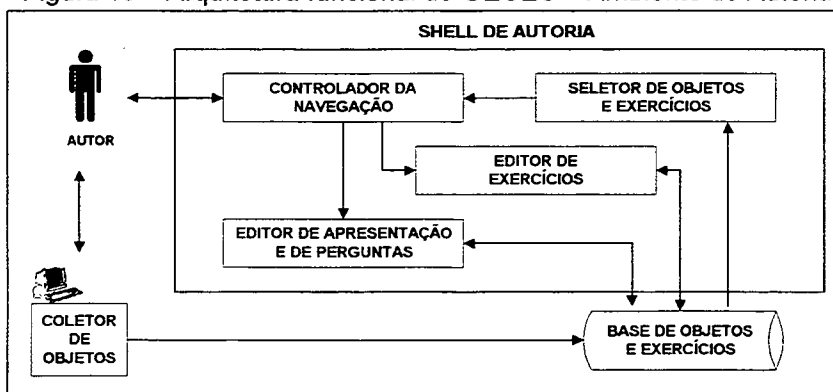 SHELL DE AUTORIA
CONTROLADOR DA
NAVEGAÇÃO
SELETOR DE OBJETOS
E EXERCÍCIOS
AUTOR
EDITOR DE
EXERCÍCIOS
EDITOR DE APRESENTAÇÃO
E DE PERGUNTAS
COLETOR
DE
OBJETOS
BASE DE OBJETOS
E EXERCÍCIOS